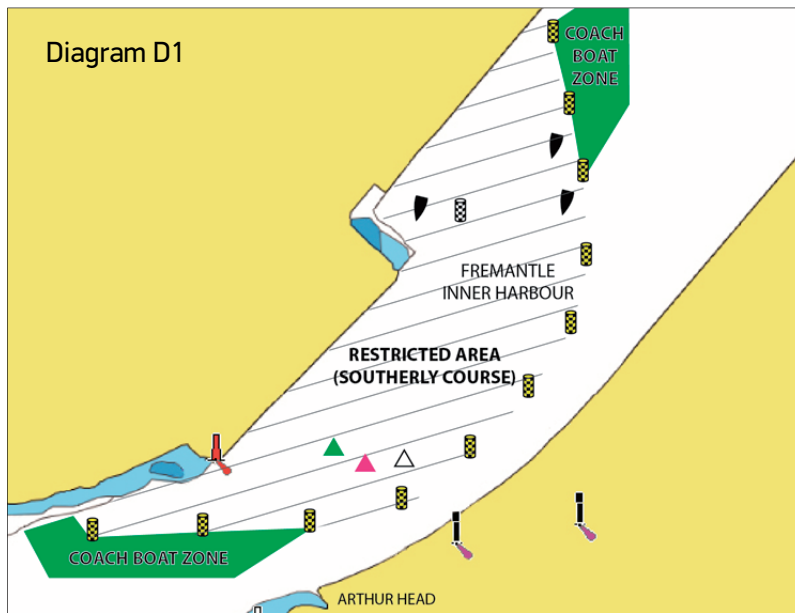 Diagram D1
COACH
BOAT
ZONE
FREMANTLE
INNER HARBOUR
RESTRICTED AREA
(SOUTHERLY COURSE)
COACH BOAT ZONE
ARTHUR HEAD